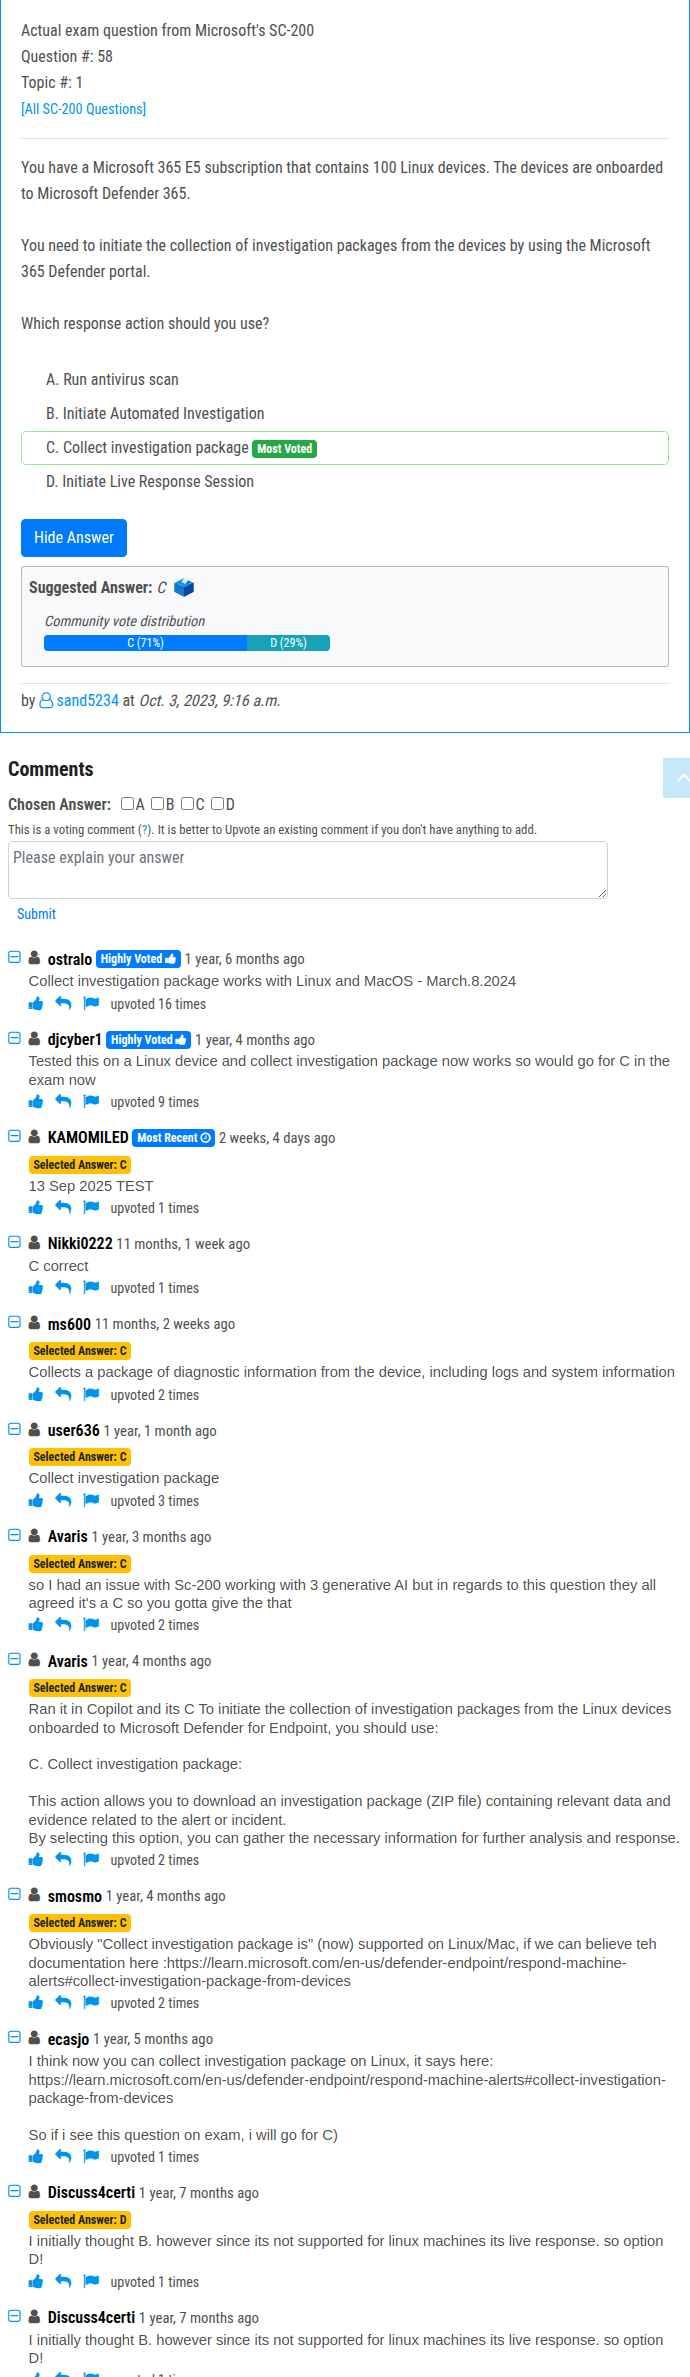 Actual exam question from Microsoft's SC-200
Question #: 58
Topic #: 1
[All SC-200 Questions]
You have a Microsoft 365 E5 subscription that contains 100 Linux devices. The devices are onboarded
to Microsoft Defender 365.
You need to initiate the collection of investigation packages from the devices by using the Microsoft
365 Defender portal.
Which response action should you use?
A. Run antivirus scan
B. Initiate Automated Investigation
C. Collect investigation package Most Voted
D. Initiate Live Response Session
Hide Answer
Suggested Answer: C
Community vote distribution
C (71%) D (29%)
by sand5234 at Oct. 3, 2023, 9:16 a.m.
Comments
Chosen Answer: A B C D
This is a voting comment (?). It is better to Upvote an existing comment if you don't have anything to add.
Please explain your answer
Submit
ostralo Highly Voted 1 year, 6 months ago
Collect investigation package works with Linux and MacOS - March.8.2024
upvoted 16 times
djcyber1 Highly Voted 1 year, 4 months ago
Tested this on a Linux device and collect investigation package now works so would go for C in the
exam now
upvoted 9 times
KAMOMILED Most Recent 2 weeks, 4 days ago
Selected Answer: C
13 Sep 2025 TEST
upvoted 1 times
Nikki0222 11 months, 1 week ago
C correct
upvoted 1 times
ms600 11 months, 2 weeks ago
Selected Answer: C
Collects a package of diagnostic information from the device, including logs and system information
upvoted 2 times
user636 1 year, 1 month ago
Selected Answer: C
Collect investigation package
upvoted 3 times
Avaris 1 year, 3 months ago
Selected Answer: C
so I had an issue with Sc-200 working with 3 generative AI but in regards to this question they all
agreed it's a C so you gotta give the that
upvoted 2 times
Avaris 1 year, 4 months ago
Selected Answer: C
Ran it in Copilot and its C To initiate the collection of investigation packages from the Linux devices
onboarded to Microsoft Defender for Endpoint, you should use:
C. Collect investigation package:
This action allows you to download an investigation package (ZIP file) containing relevant data and
evidence related to the alert or incident.
By selecting this option, you can gather the necessary information for further analysis and response.
upvoted 2 times
smosmo 1 year, 4 months ago
Selected Answer: C
Obviously "Collect investigation package is" (now) supported on Linux/Mac, if we can believe teh
documentation here :https://learn.microsoft.com/en-us/defender-endpoint/respond-machine-
alerts#collect-investigation-package-from-devices
upvoted 2 times
ecasjo 1 year, 5 months ago
I think now you can collect investigation package on Linux, it says here:
https://learn.microsoft.com/en-us/defender-endpoint/respond-machine-alerts#collect-investigation-
package-from-devices
So if i see this question on exam, i will go for C)
upvoted 1 times
Discuss4certi 1 year, 7 months ago
Selected Answer: D
I initially thought B. however since its not supported for linux machines its live response. so option
D!
upvoted 1 times
Discuss4certi 1 year, 7 months ago
I initially thought B. however since its not supported for linux machines its live response. so option
D!